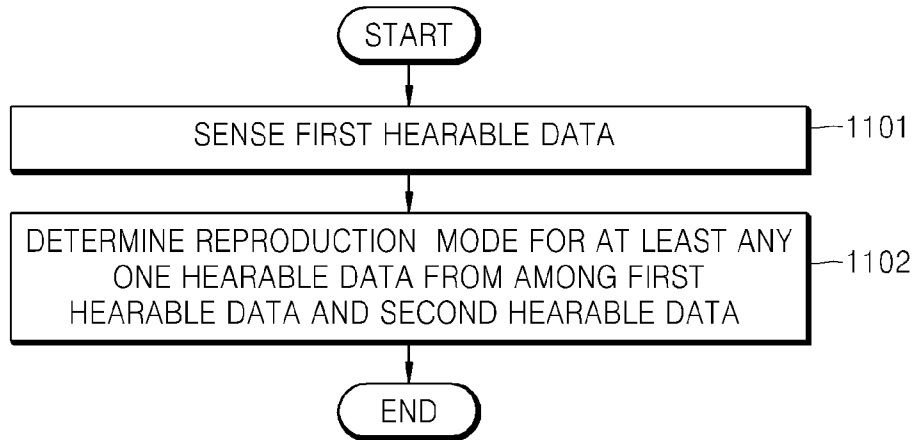 START
SENSE FIRST HEARABLE DATA
1101
DETERMINE REPRODUCTION MODE FOR AT LEAST ANY
ONE HEARABLE DATA FROM AMONG FIRST
HEARABLE DATA AND SECOND HEARABLE DATA
1102
END